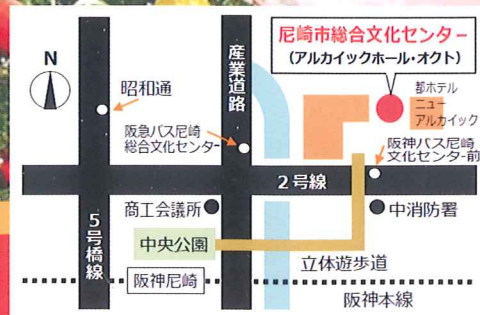 尼崎市総合文化センター
(アルカイックホール・オクト)
N
産業道路
昭和通
都ホテル
ニュー
アルカイック
阪急バス尼崎
総合文化センター
阪神バス尼崎
文化センター前
2号線
5号橋線
商工会議所
中消防署
中央公園
立体遊歩道
阪神尼崎
阪神本線